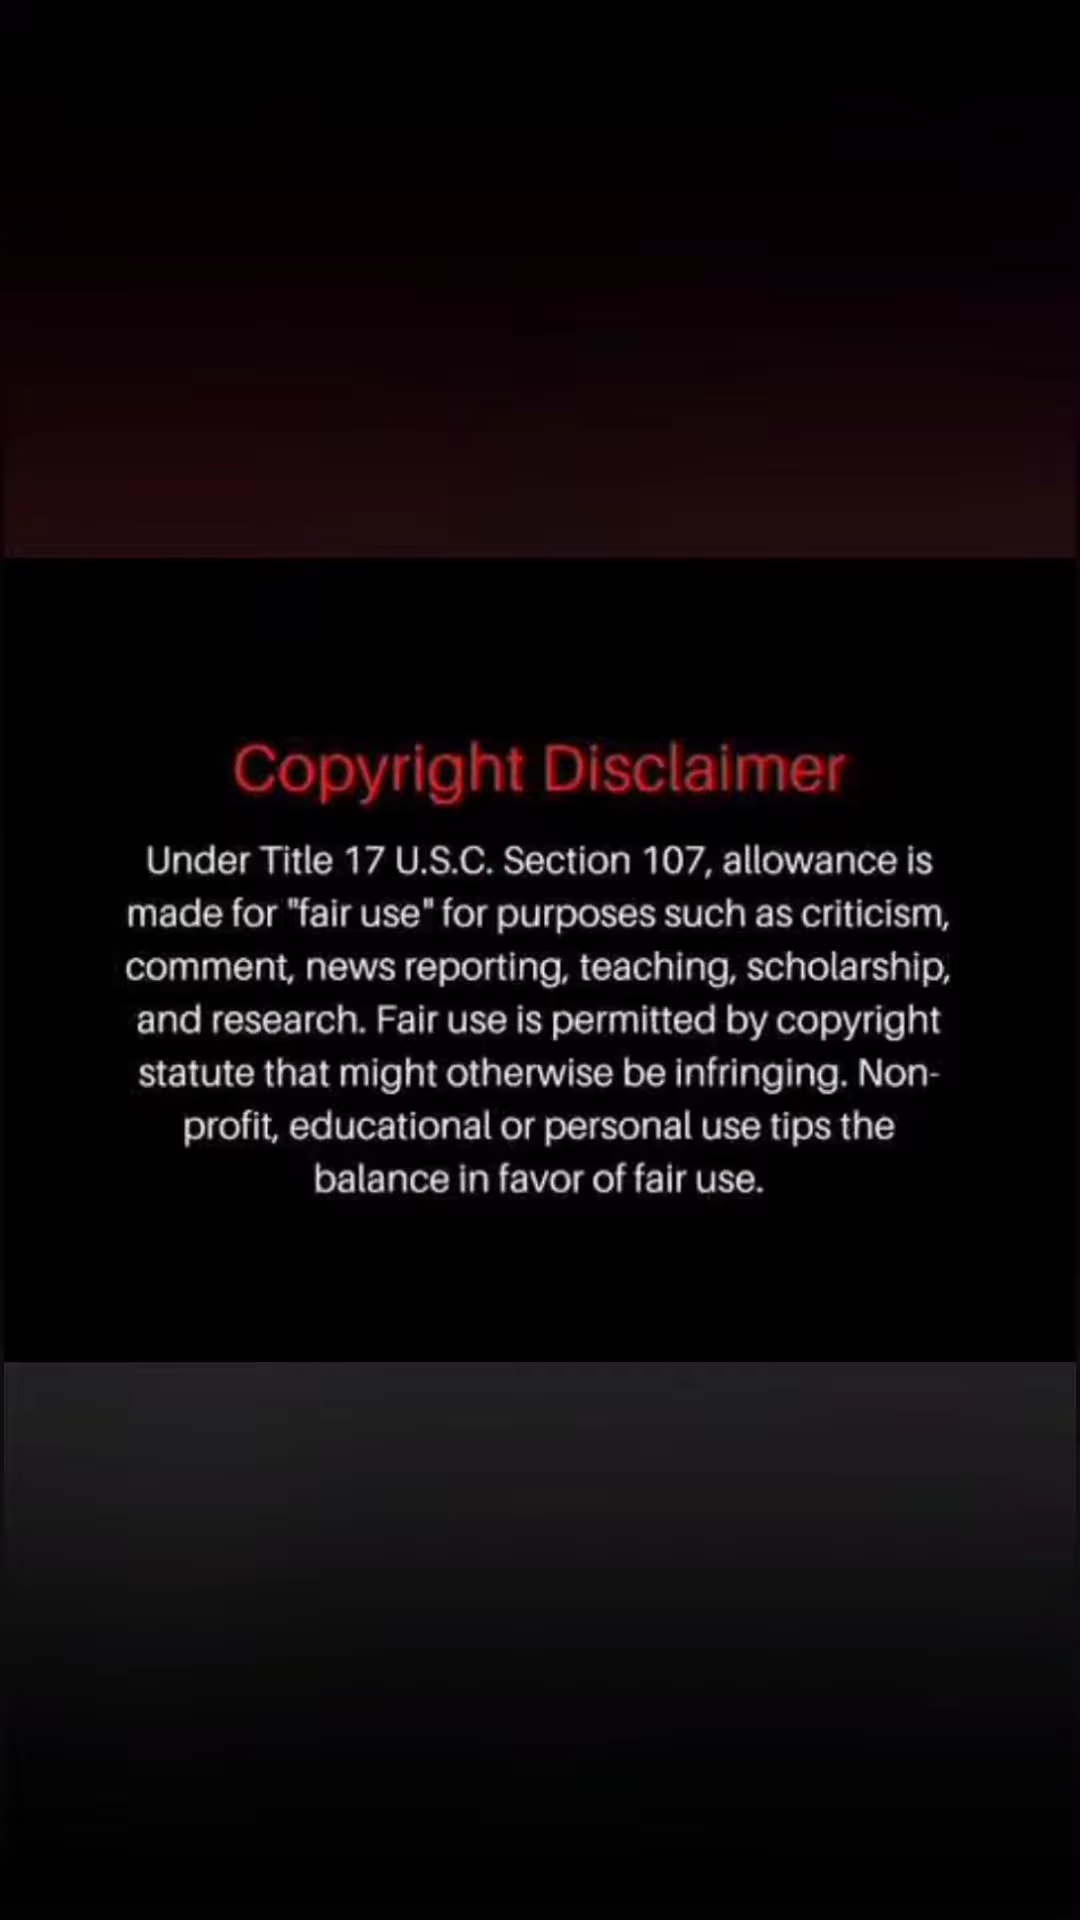 Copyright Disclaimer
Under Title 17 U.S.C. Section 107, allowance is
made for "fair use" for purposes such as criticism,
comment, news reporting, teaching, scholarship,
and research. Fair use is permitted by copyright
statute that might otherwise be infringing. Non-
profit, educational or personal use tips the
balance in favor of fair use.